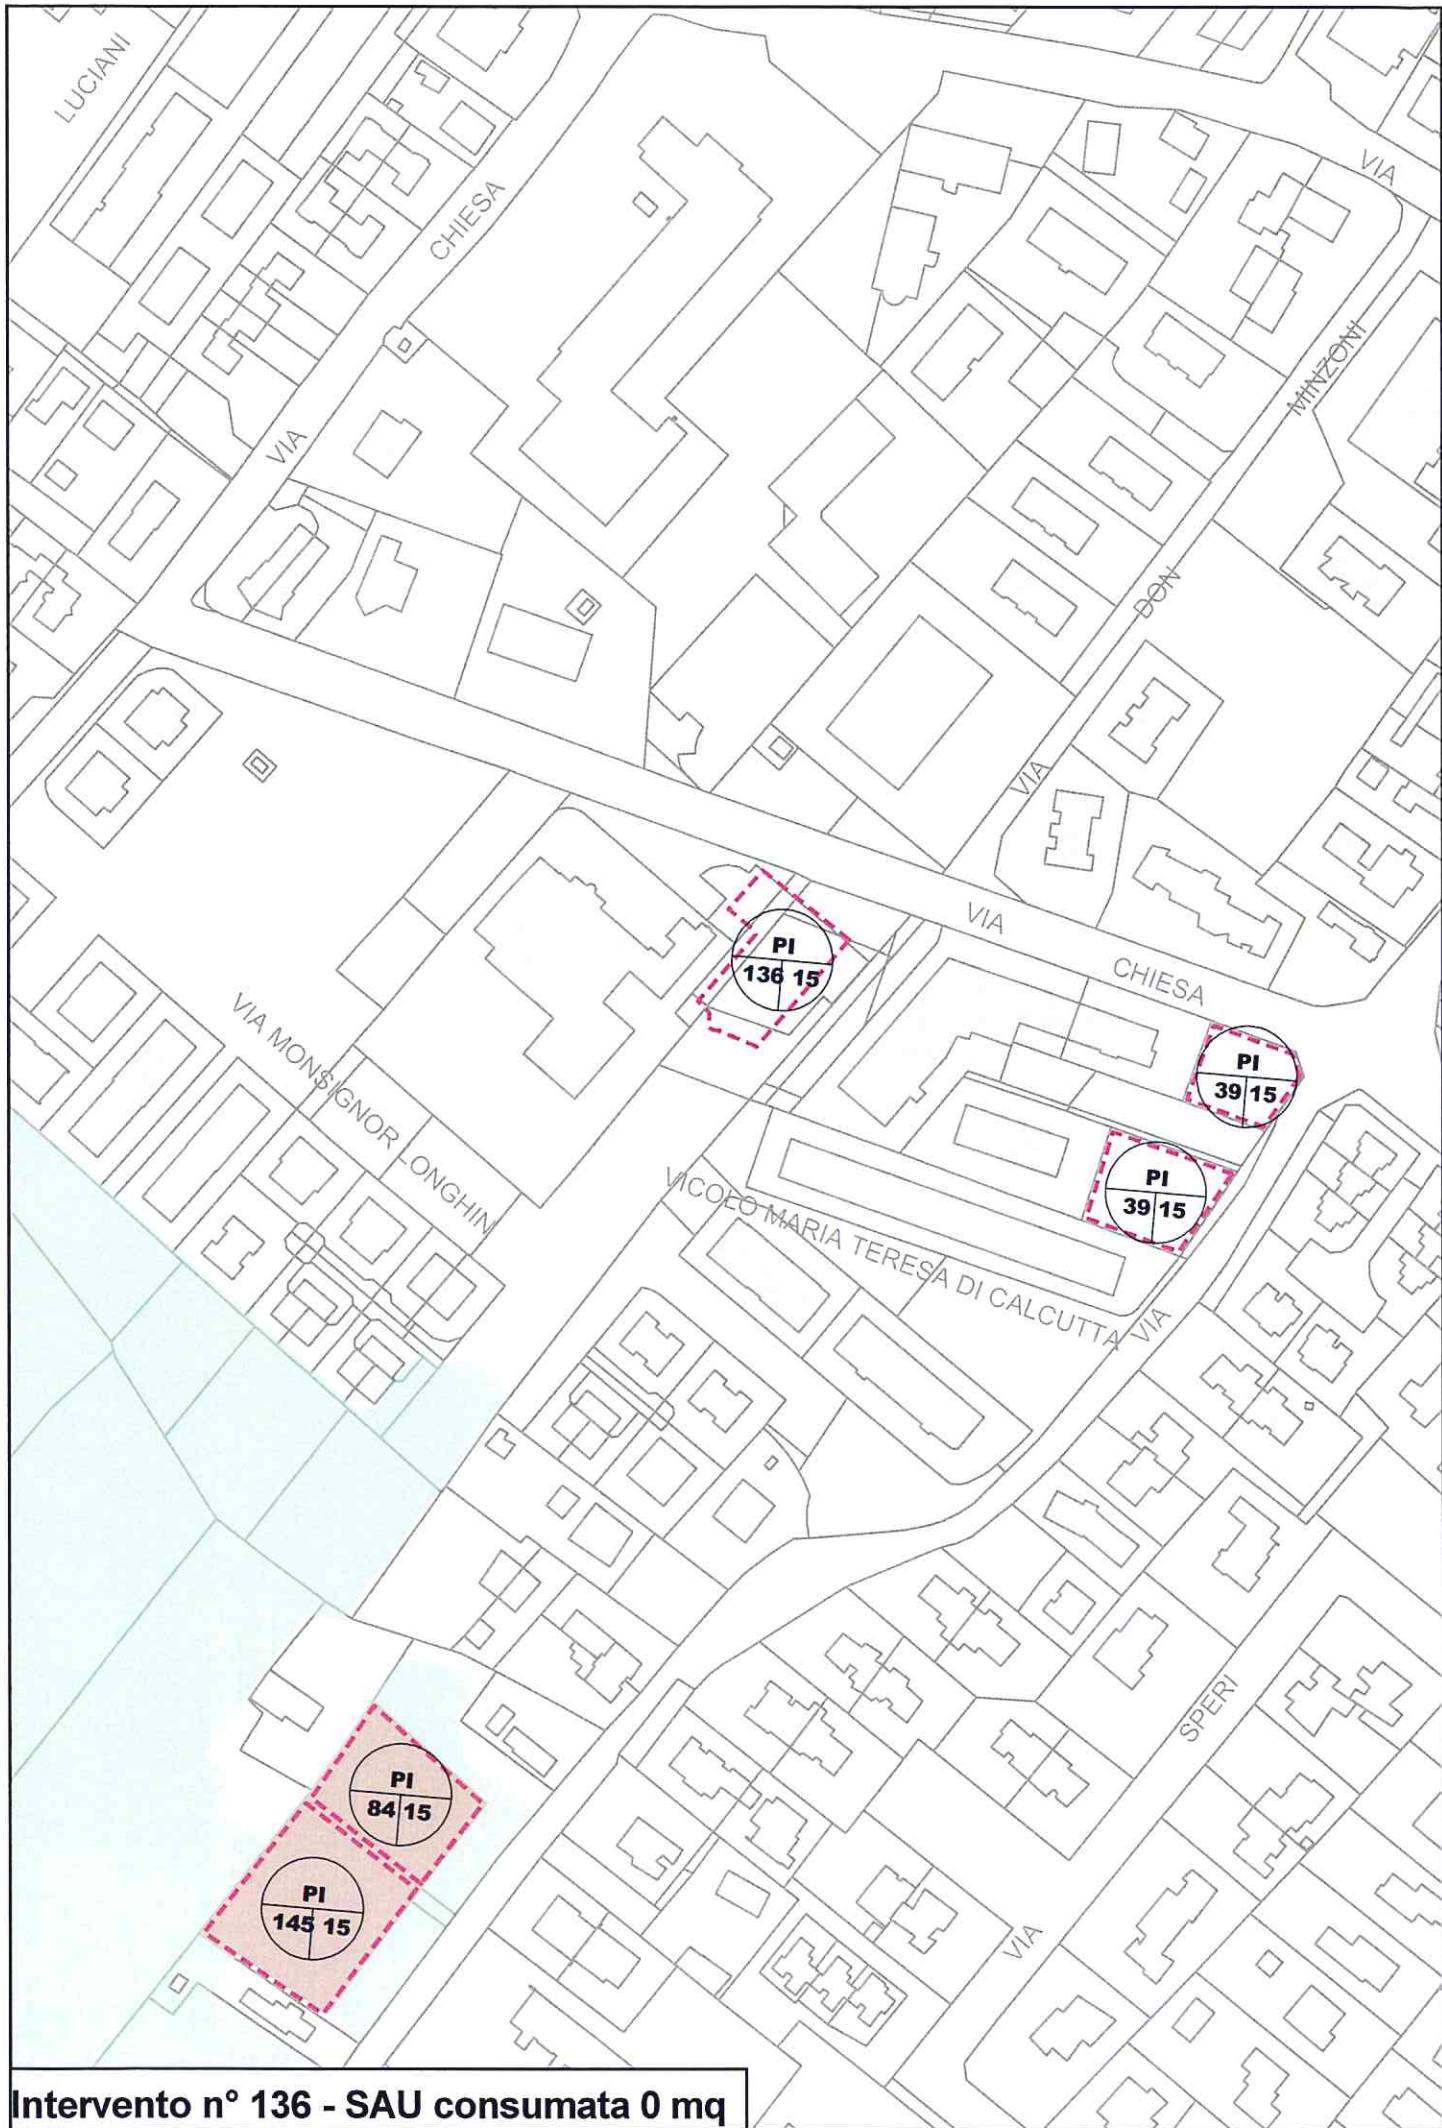 LUCIANI
CHIESA
VIA
VIA
MINZONI
DON
VIA
VIA
CHIESA
PI
136 15
PI
39 15
PI
39 15
VIA MONSIGNOR LONGHIN
VICOLO MARIA TERESA DI CALCUTTA
VIA
SPERI
VIA
PI
84 15
PI
145 15
Intervento n° 136 - SAU consumata 0 mq